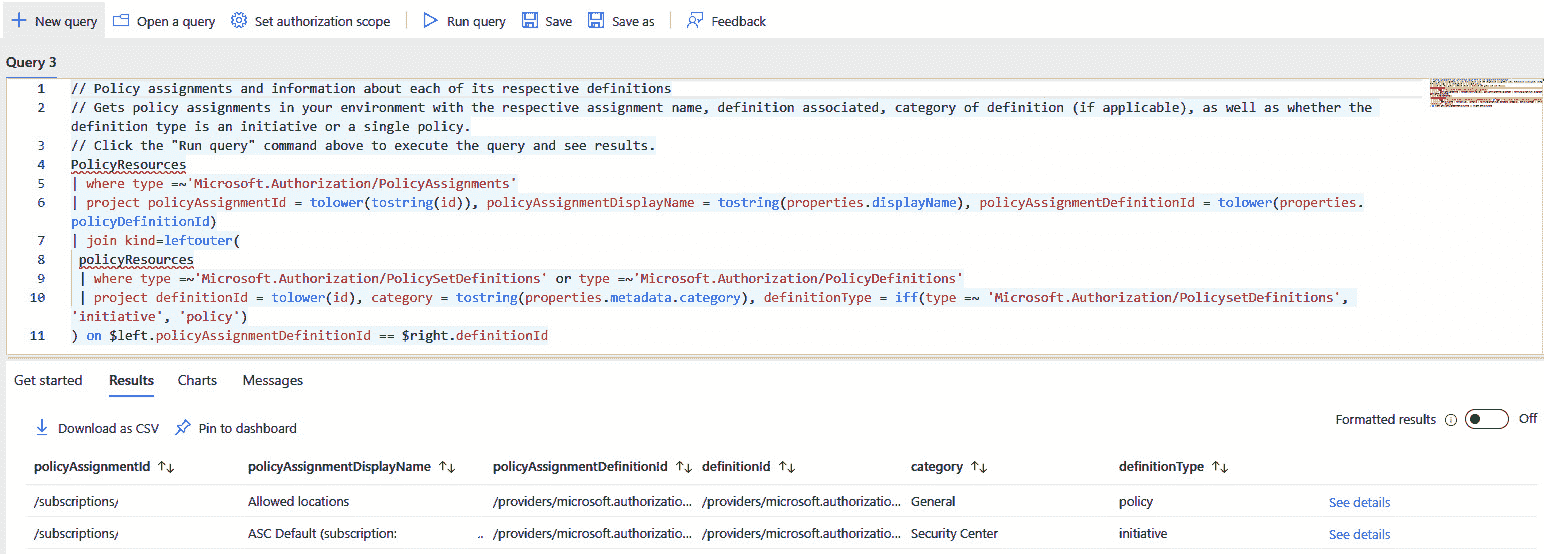 New query Open a query Set authorization scope Run query Save Save as Feedback
Query 3
1 // Policy assignments and information about each of its respective definitions
2 // Gets policy assignments in your environment with the respective assignment name, definition associated, category of definition (if applicable), as well as whether the
definition type is an initiative or a single policy.
3 // Click the "Run query" command above to execute the query and see results.
4 PolicyResources
5 | where type =~'Microsoft.Authorization/PolicyAssignments'
6 | project policyAssignmentId = tolower(tostring(id)), policyAssignmentDisplayName = tostring(properties.displayName), policyAssignmentDefinitionId = tolower(properties.
policyDefinitionId)
7 | join kind=leftouter(
8 policyResources
9 | where type =~'Microsoft.Authorization/PolicySetDefinitions' or type =~'Microsoft.Authorization/PolicyDefinitions'
10 | project definitionId = tolower(id), category = tostring(properties.metadata.category), definitionType = iff(type =~ 'Microsoft.Authorization/PolicysetDefinitions',
'initiative', 'policy')
11 ) on $left.policyAssignmentDefinitionId == $right.definitionId
Get started Results Charts Messages
Download as CSV Pin to dashboard Formatted results Off
policyAssignmentId policyAssignmentDisplayName policyAssignmentDefinitionId definitionId category definitionType
/subscriptions/ Allowed locations /providers/microsoft.authorizatio... /providers/microsoft.authorizatio... General policy See details
/subscriptions/ ASC Default (subscription: .. /providers/microsoft.authorizatio... /providers/microsoft.authorizatio... Security Center initiative See details